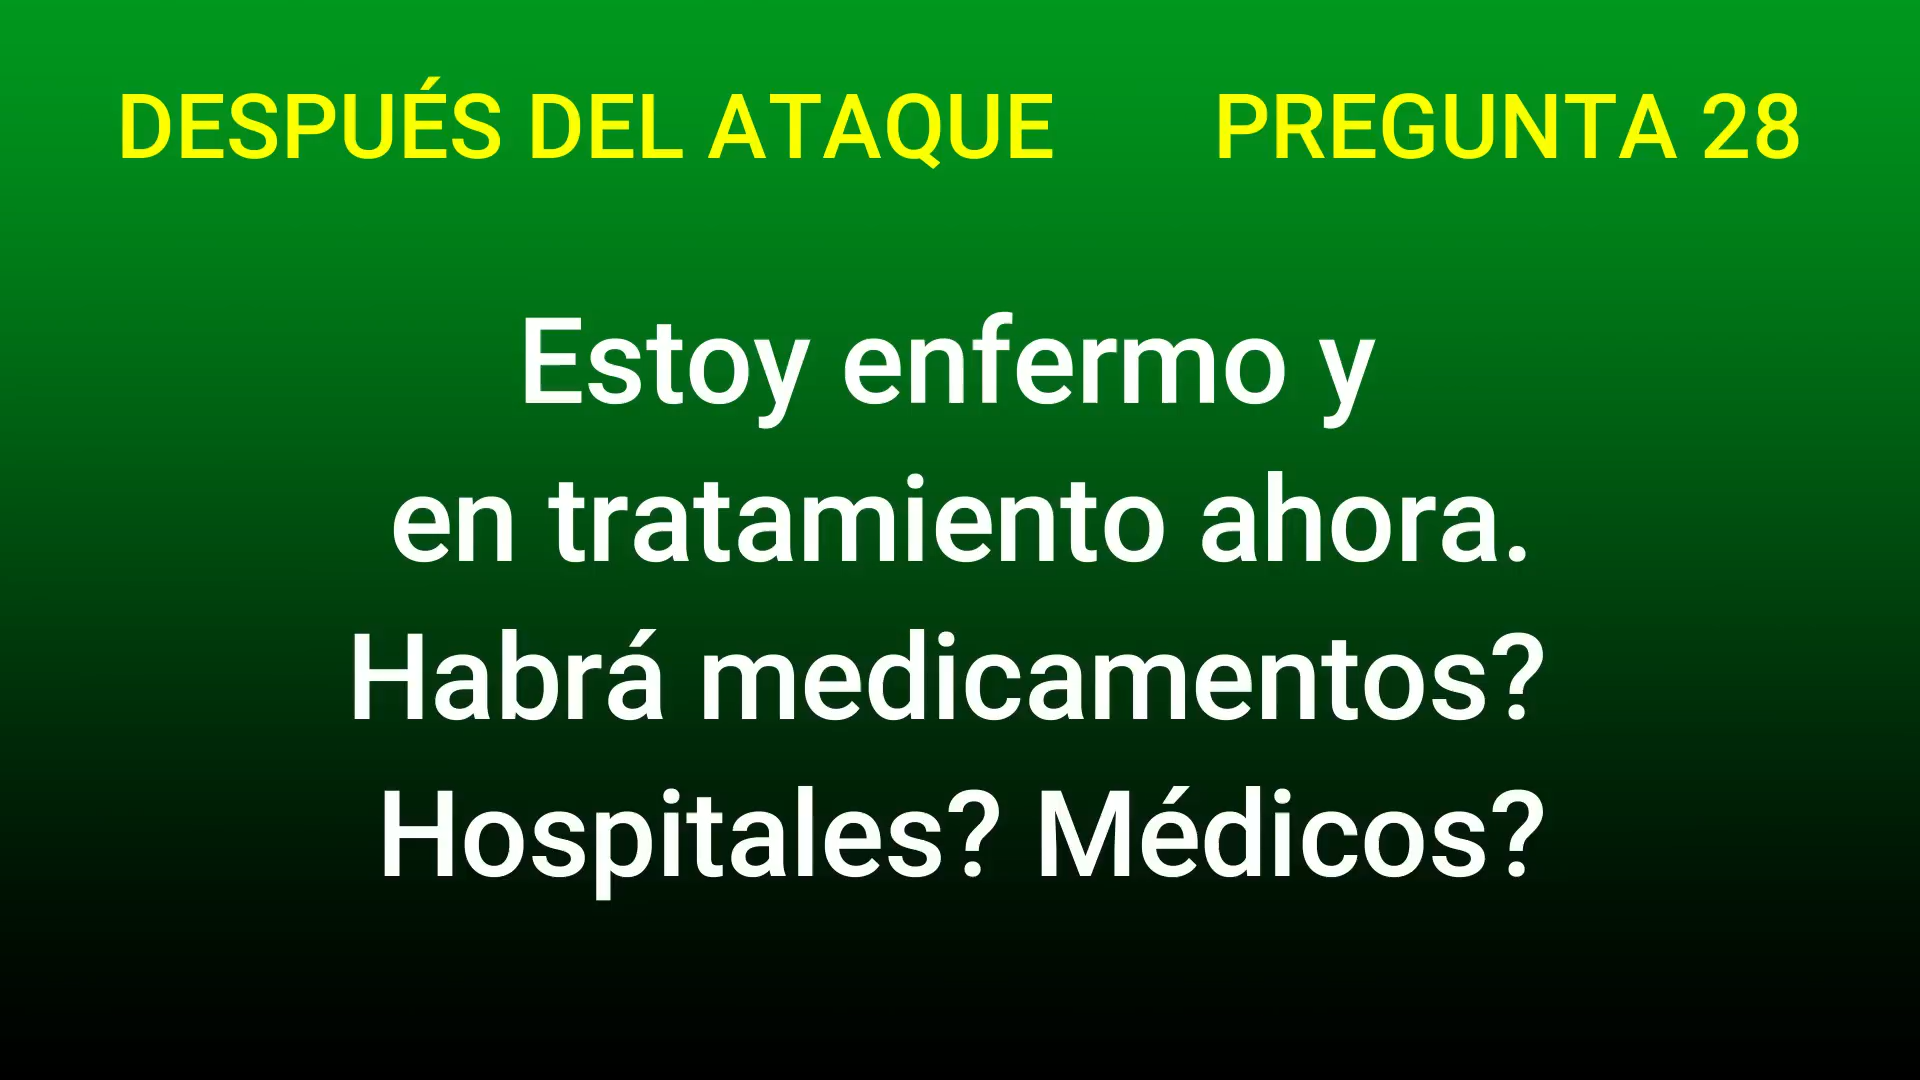 DESPUÉS DEL ATAQUE PREGUNTA 28
Estoy enfermo y
en tratamiento ahora.
Habrá medicamentos?
Hospitales? Médicos?